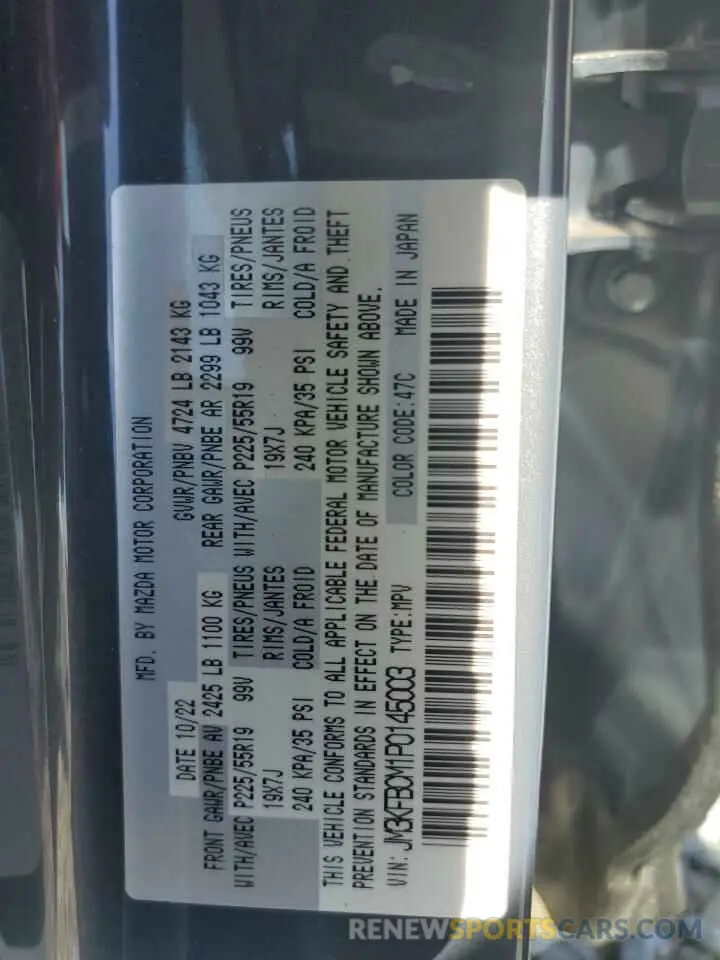 MFD. BY MAZDA MOTOR CORPORATION
DATE 10/22 GVWR/PNBV 4724 LB 2143 KG
FRONT GAWR/PNBE AV 2425 LB 1100 KG REAR GAWR/PNBE AR 2299 LB 1043 KG
WITH/AVEC P225/55R19 99V TIRES/PNEUS WITH/AVEC P225/55R19 99V TIRES/PNEUS
19X7J RIMS/JANTES 19X7J RIMS/JANTES
240 KPA/35 PSI COLD/A FROID 240 KPA/35 PSI COLD/A FROID
THIS VEHICLE CONFORMS TO ALL APPLICABLE FEDERAL MOTOR VEHICLE SAFETY AND THEFT
PREVENTION STANDARDS IN EFFECT ON THE DATE OF MANUFACTURE SHOWN ABOVE.
VIN: JM3KFBCM1P0145003 TYPE:MPV COLOR CODE:47C MADE IN JAPAN
RENEWSPORTSCARS.COM